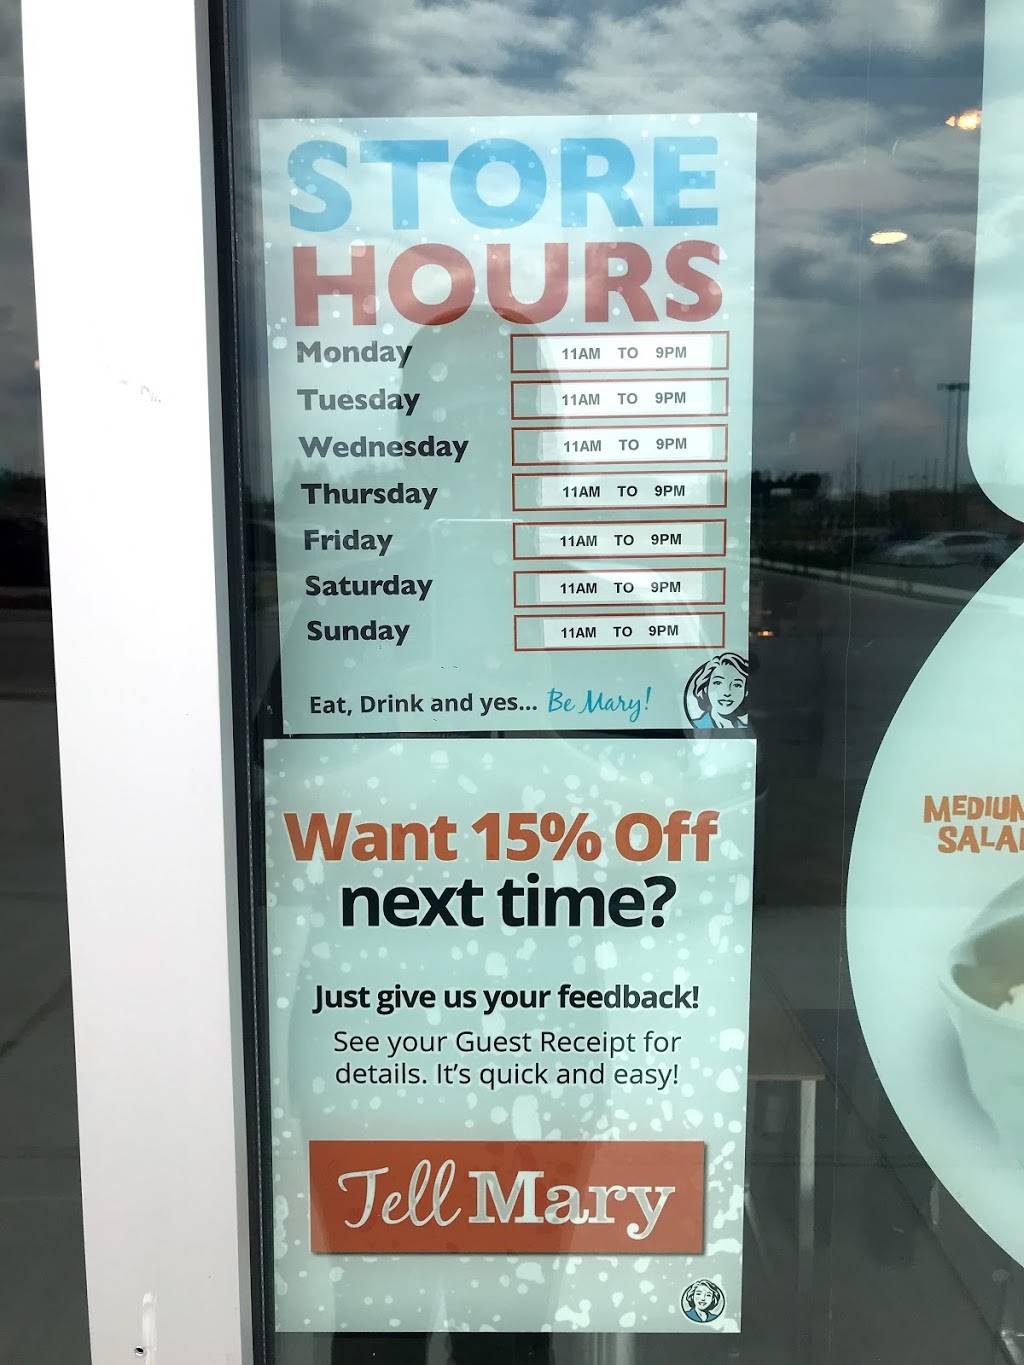 STORE
HOURS
Monday 11AM TO 9PM
Tuesday 11AM TO 9PM
Wednesday 11AM TO 9PM
Thursday 11AM TO 9PM
Friday 11AM TO 9PM
Saturday 11AM TO 9PM
Sunday 11AM TO 9PM
Eat, Drink and yes... Be Mary!
Want 15% Off
next time?
Just give us your feedback!
See your Guest Receipt for
details. It's quick and easy!
Tell Mary